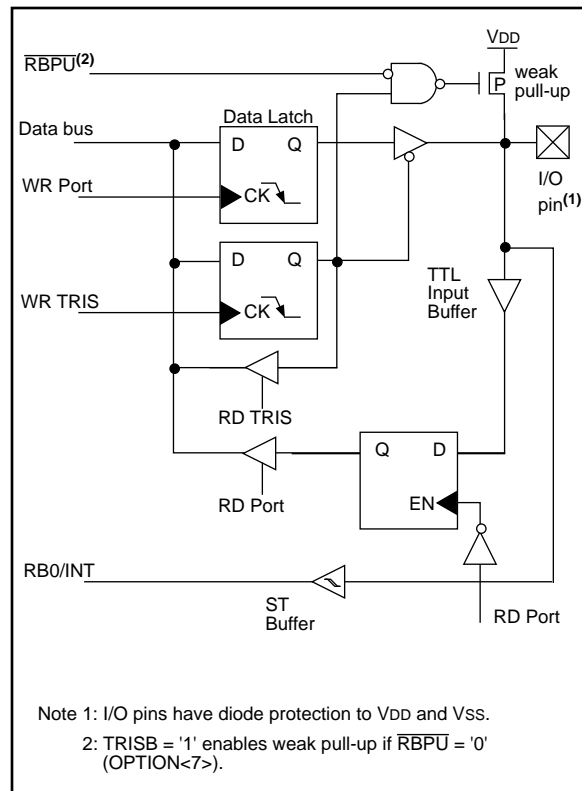 VDD
RBPU(2)
P
weak
pull-up
Data Latch
Data bus
D Q
WR Port
CK
I/O
pin(1)
D Q
TTL
Input
Buffer
WR TRIS
CK
RD TRIS
Q D
RD Port
EN
RB0/INT
ST
Buffer
RD Port
Note 1: I/O pins have diode protection to VDD and VSS.
2: TRISB = '1' enables weak pull-up if RBPU = '0'
(OPTION<7>).